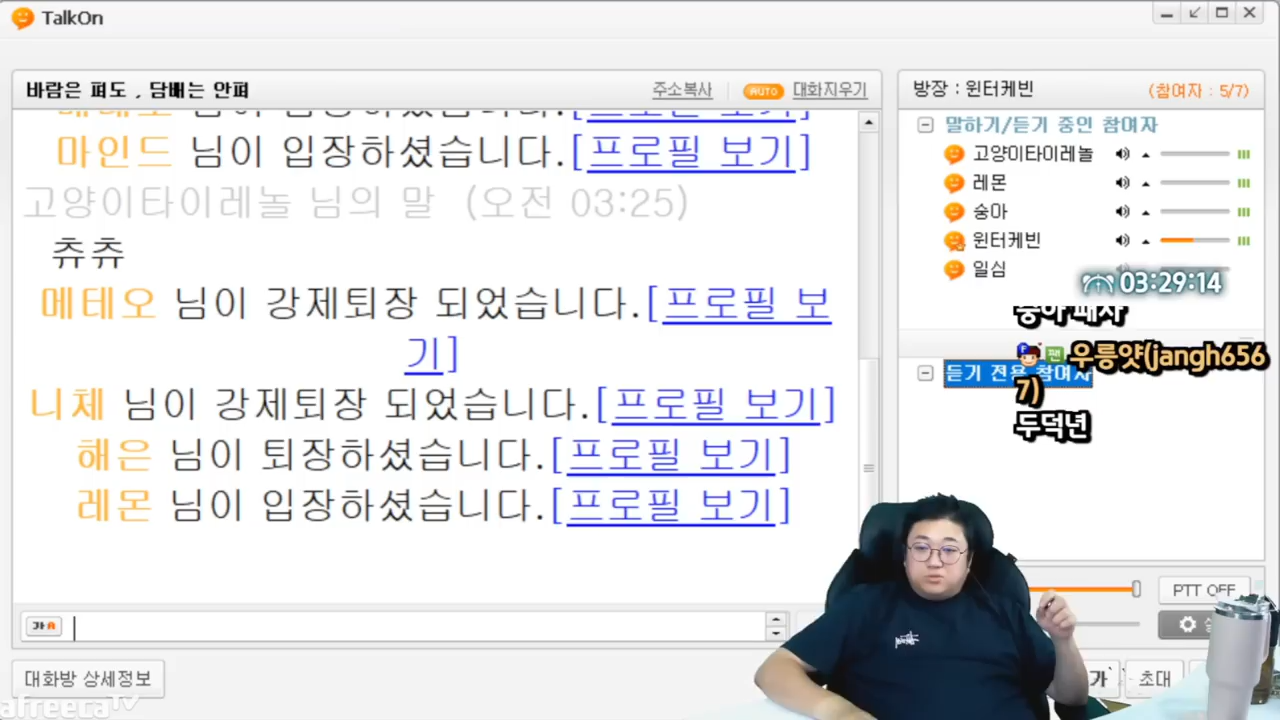 TalkOn
바람은 펴도 , 담배는 안펴
주소복사
AUTO
대화지우기
마인드 님이 입장하셨습니다.[프로필 보기]
고양이타이레놀 님의 말 (오전 03:25)
츄츄
메테오 님이 강제퇴장 되었습니다.[프로필 보
기]
니체 님이 강제퇴장 되었습니다.[프로필 보기]
해은 님이 퇴장하셨습니다.[프로필 보기]
레몬 님이 입장하셨습니다.[프로필 보기]
가A
대화방 상세정보
afreecaTV
방장 : 윈터케빈
(참여자 : 5/7)
말하기/듣기 중인 참여자
고양이타이레놀
레몬
숭아
윈터케빈
일심
03:29:14
듣기 전용 참여자
F 팬 우릉얏(jangh656
7)
두덕년
PTT OFF
가
초대